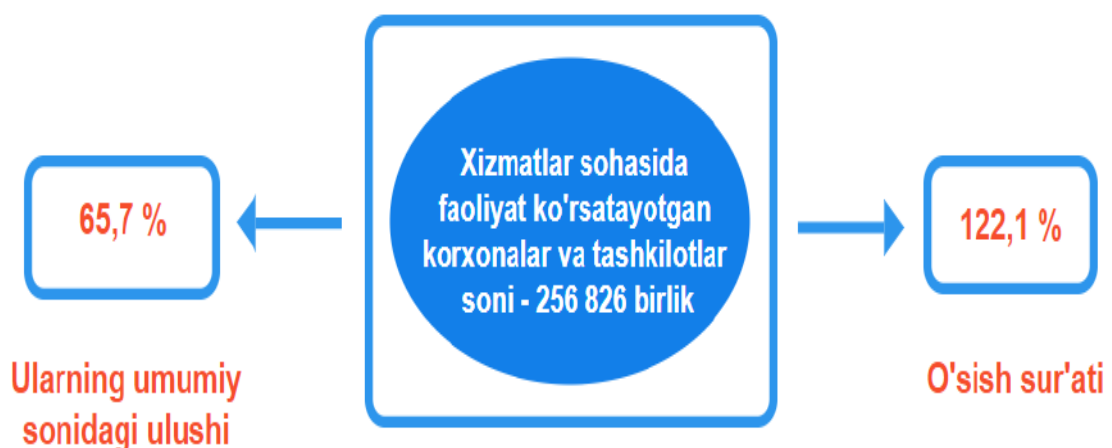 Xizmatlar sohasida
faoliyat ko'rsatayotgan
korxonalar va tashkilotlar
soni - 256 826 birlik
65,7 %
Ularning umumiy
sonidagi ulushi
122,1 %
O'sish sur'ati